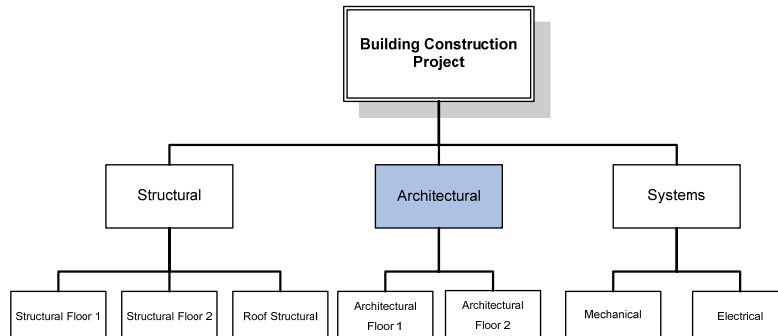 Building Construction
Project
Structural
Architectural
Systems
Structural Floor 1
Structural Floor 2
Roof Structural
Architectural
Floor 1
Architectural
Floor 2
Mechanical
Electrical